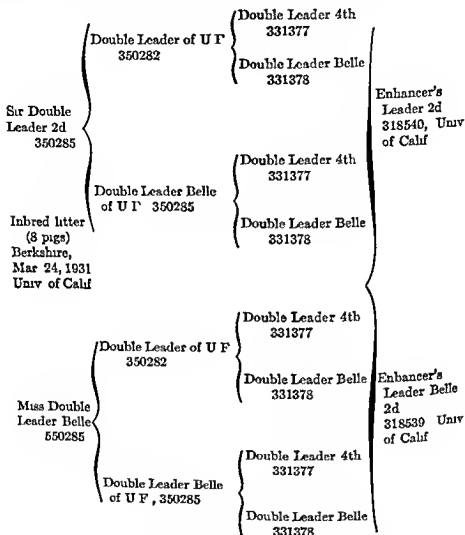 Double Leader 4th
331377
Double Leader of U F
350282
Double Leader Belle
331378
Sir Double
Leader 2d
350285
Double Leader 4th
331377
Double Leader Belle
of U F 350285
Double Leader Belle
331378
Inbred litter
(8 pigs)
Berkshire,
Mar 24, 1931
Univ of Calif
Enhancer's
Leader 2d
318540, Univ
of Calif
Double Leader 4th
331377
Double Leader of U F
350282
Double Leader Belle
331378
Miss Double
Leader Belle
550285
Double Leader 4th
331377
Double Leader Belle
of U F, 350285
Double Leader Belle
331378
Enhancer's
Leader Belle
2d
318539 Univ
of Calif